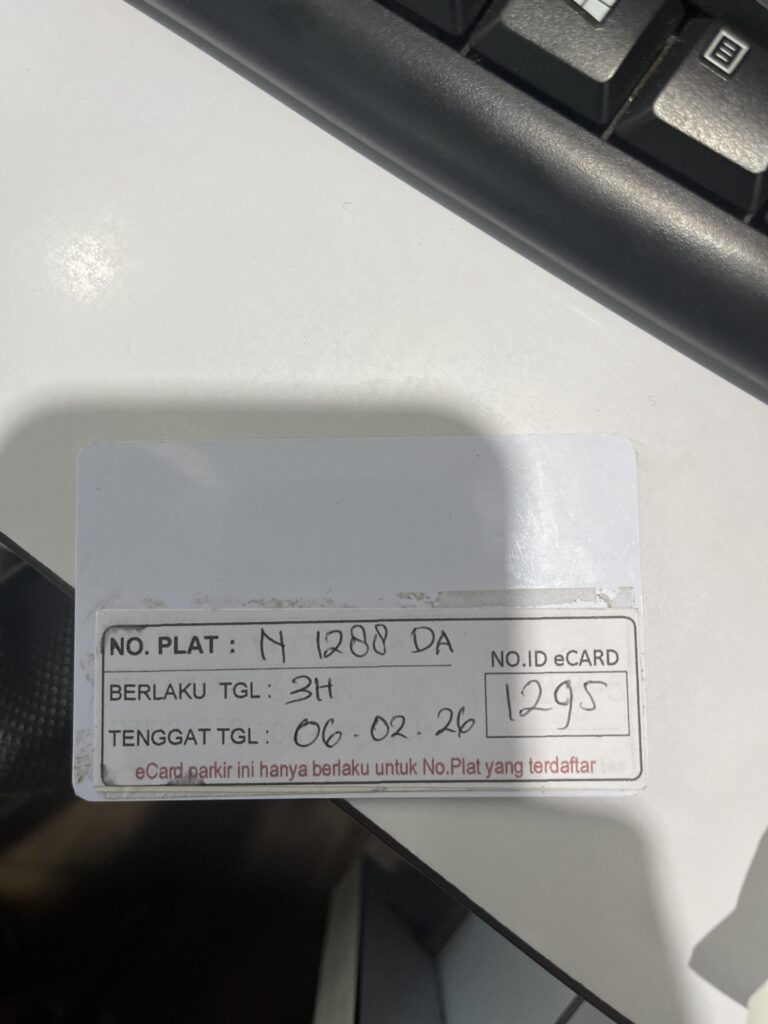 NO. PLAT : N 1288 DA
BERLAKU TGL : 3H
TENGGAT TGL : 06.02.26
NO.ID eCARD
1295
eCard parkir ini hanya berlaku untuk No.Plat yang terdaftar